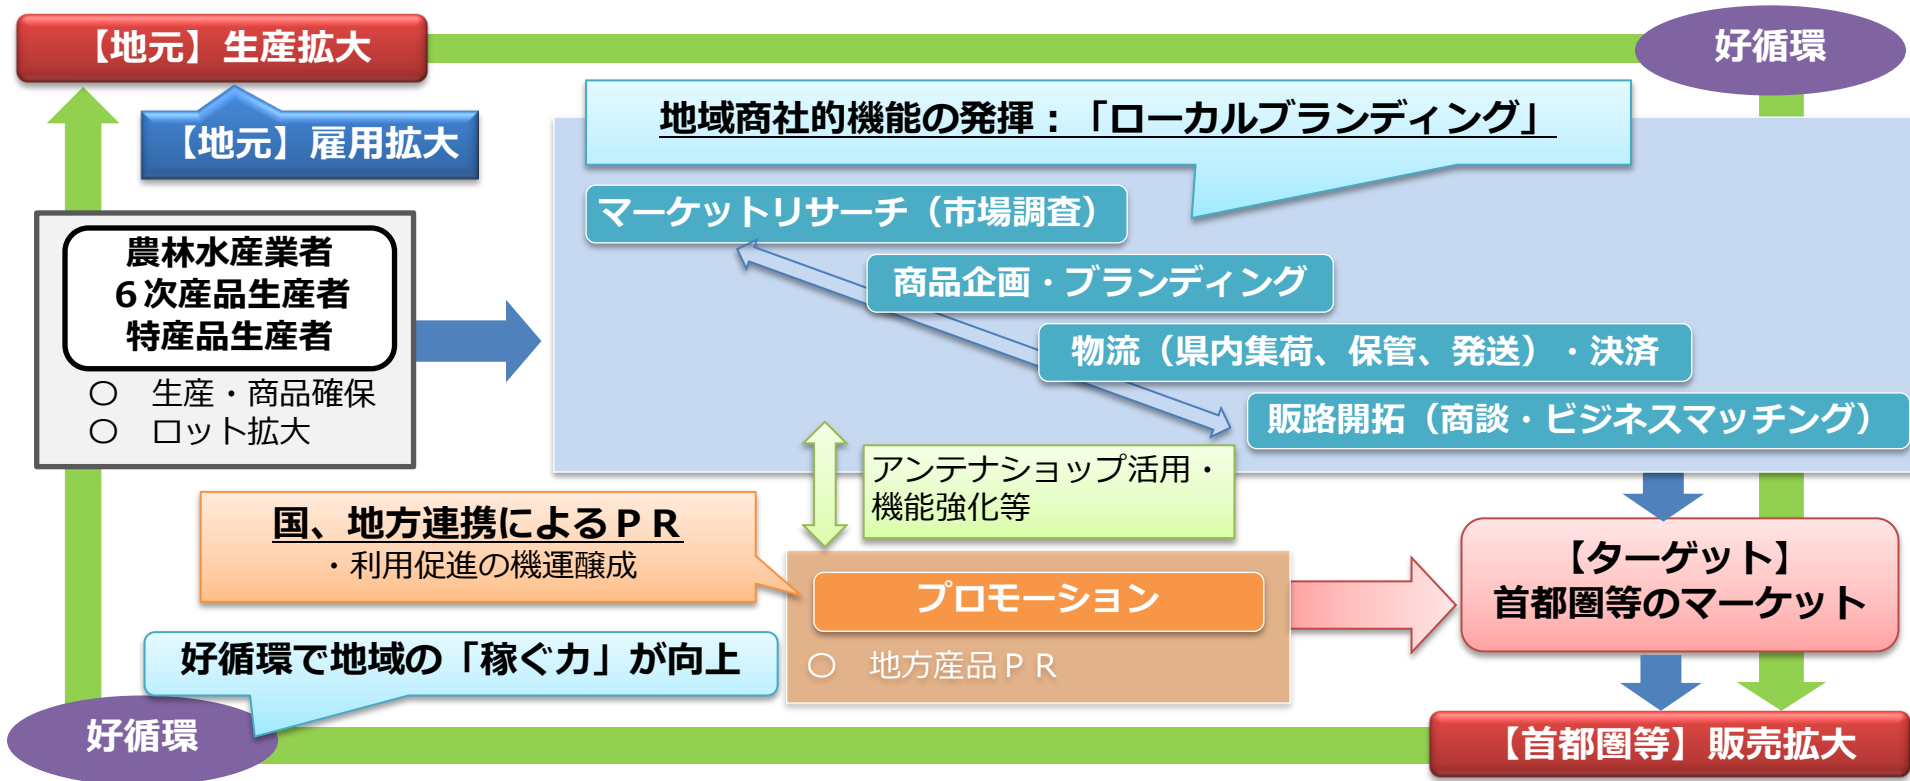 【地元】生産拡大
好循環
【地元】雇用拡大
地域商社的機能の発揮：「ローカルブランディング」
マーケットリサーチ（市場調査）
商品企画・ブランディング
物流（県内集荷、保管、発送）・決済
販路開拓（商談・ビジネスマッチング）
農林水産業者
６次産品生産者
特産品生産者
○　生産・商品確保
○　ロット拡大
アンテナショップ活用・
機能強化等
国、地方連携によるＰＲ
・利用促進の機運醸成
プロモーション
○　地方産品ＰＲ
【ターゲット】
首都圏等のマーケット
好循環で地域の「稼ぐ力」が向上
好循環
【首都圏等】販売拡大